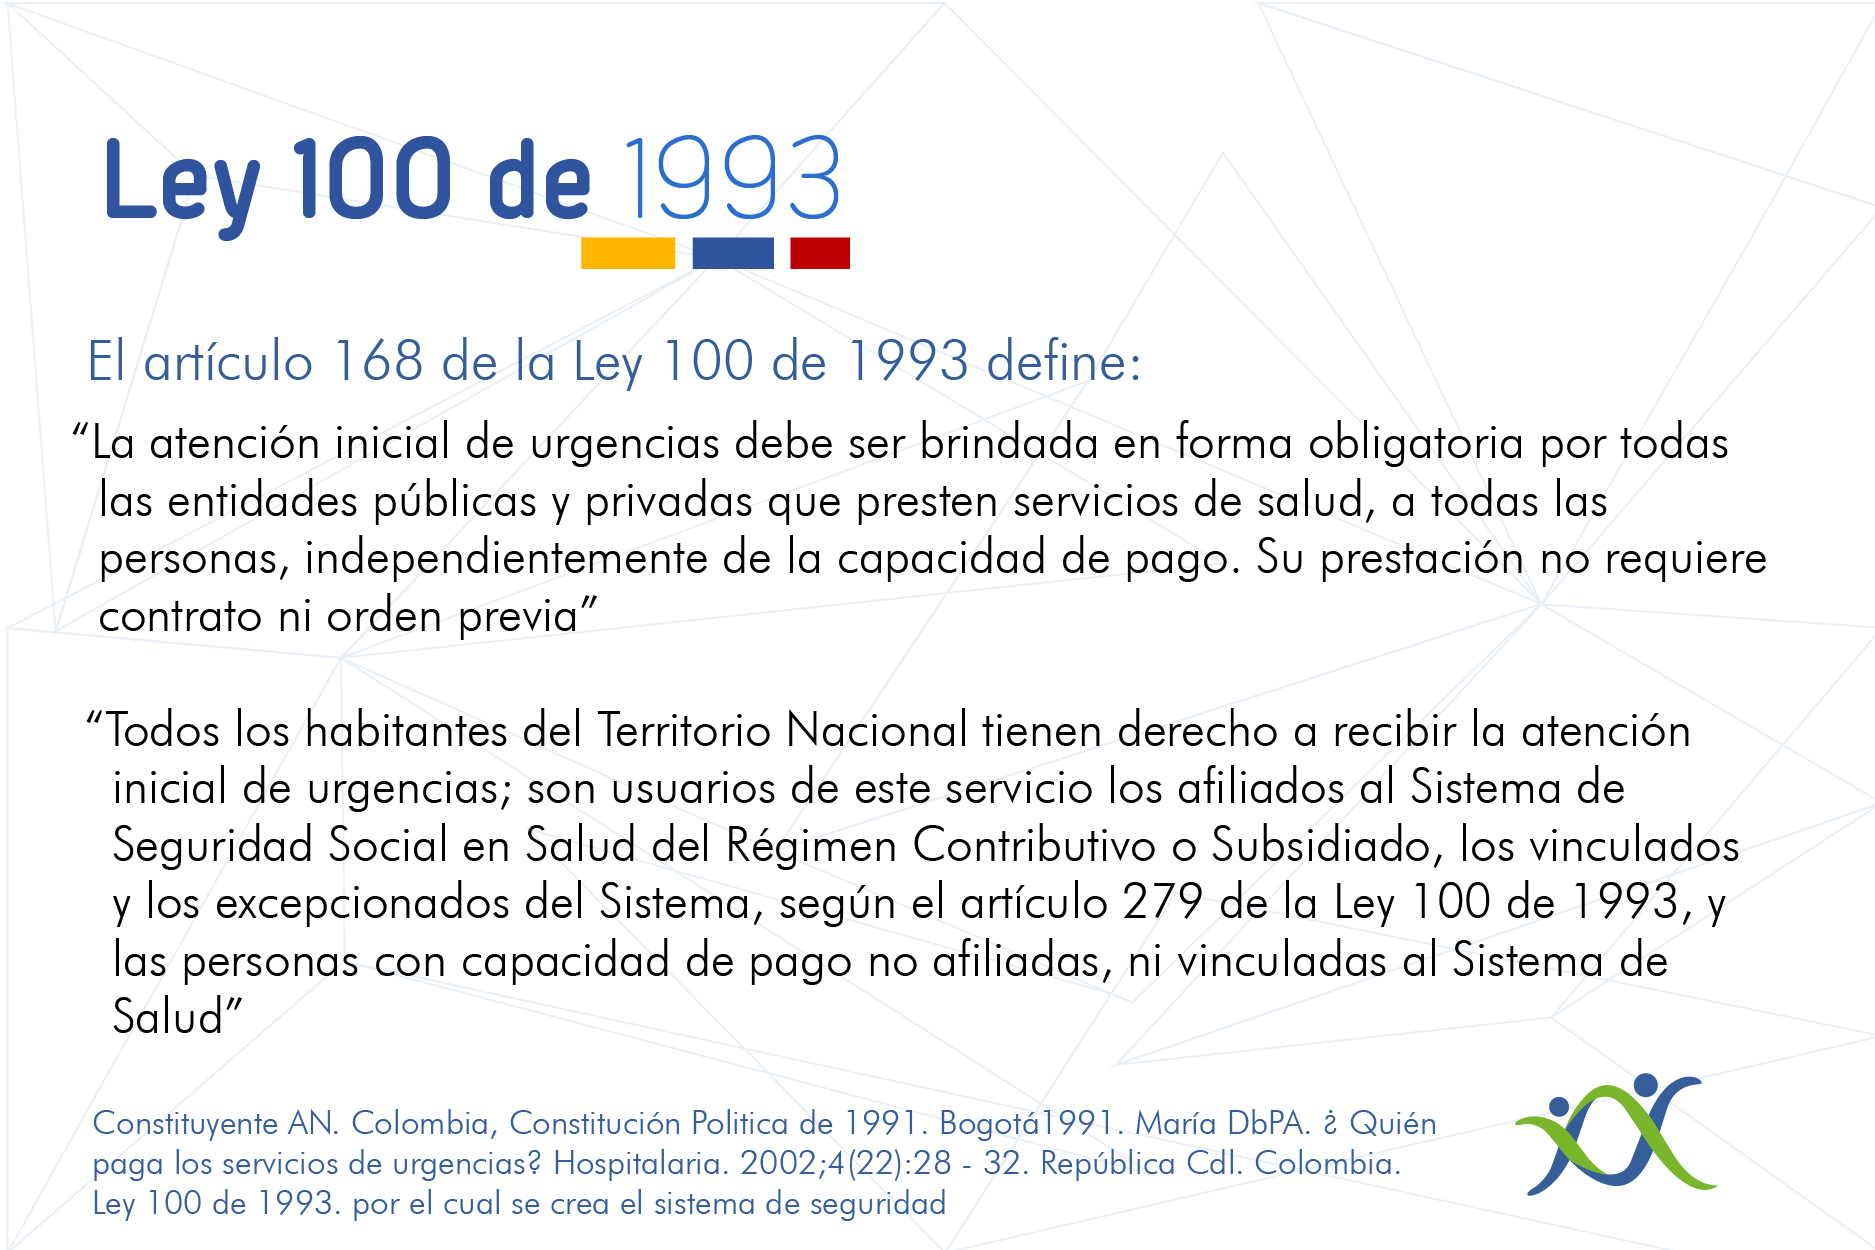 Ley 100 de 1993
El artículo 168 de la Ley 100 de 1993 define:
“La atención inicial de urgencias debe ser brindada en forma obligatoria por todas
las entidades públicas y privadas que presten servicios de salud, a todas las
personas, independientemente de la capacidad de pago. Su prestación no requiere
contrato ni orden previa”
“Todos los habitantes del Territorio Nacional tienen derecho a recibir la atención
inicial de urgencias; son usuarios de este servicio los afiliados al Sistema de
Seguridad Social en Salud del Régimen Contributivo o Subsidiado, los vinculados
y los excepcionados del Sistema, según el artículo 279 de la Ley 100 de 1993, y
las personas con capacidad de pago no afiliadas, ni vinculadas al Sistema de
Salud”
Constituyente AN. Colombia, Constitución Politica de 1991. Bogotá1991. María DbPA. ¿ Quién
paga los servicios de urgencias? Hospitalaria. 2002;4(22):28 - 32. República Cdl. Colombia.
Ley 100 de 1993. por el cual se crea el sistema de seguridad